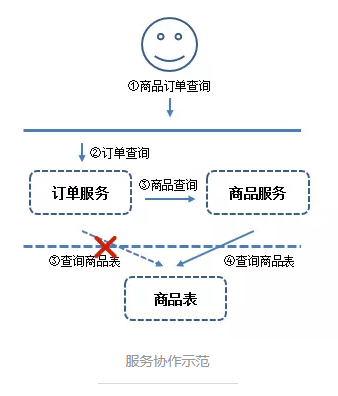 ①商品订单查询
②订单查询
订单服务
③商品查询
商品服务
③查询商品表
④查询商品表
商品表
服务协作示范